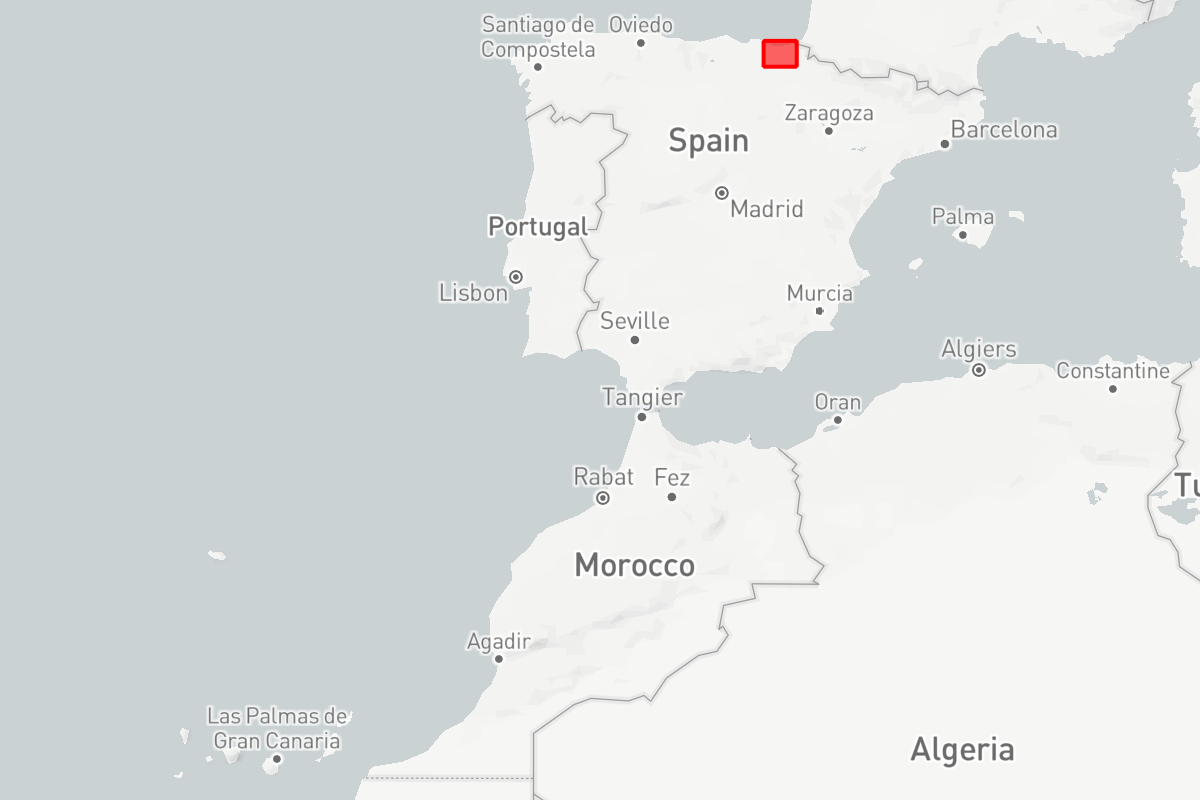 Santiago de
Compostela
Oviedo
Zaragoza
Barcelona
Spain
Madrid
Palma
Portugal
Lisbon
Murcia
Seville
Algiers
Constantine
Tangier
Oran
Rabat
Fez
Tu
Morocco
Agadir
Las Palmas de
Gran Canaria
Algeria